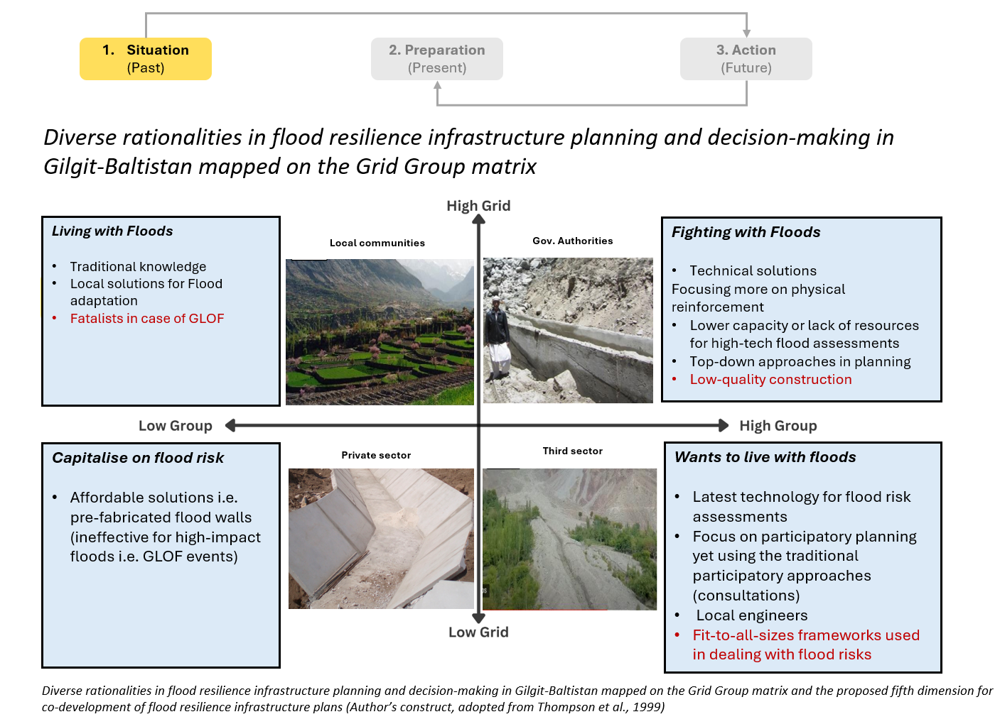 1. Situation
(Past)
2. Preparation
(Present)
3. Action
(Future)
Diverse rationalities in flood resilience infrastructure planning and decision-making in
Gilgit-Baltistan mapped on the Grid Group matrix
High Grid
Living with Floods
• Traditional knowledge
• Local solutions for Flood
adaptation
• Fatalists in case of GLOF
Local communities
Gov. Authorities
Fighting with Floods
• Technical solutions
Focusing more on physical
reinforcement
• Lower capacity or lack of resources
for high-tech flood assessments
• Top-down approaches in planning
• Low-quality construction
Low Group
High Group
Capitalise on flood risk
• Affordable solutions i.e.
pre-fabricated flood walls
(ineffective for high-impact
floods i.e. GLOF events)
Private sector
Third sector
Wants to live with floods
• Latest technology for flood risk
assessments
• Focus on participatory planning
yet using the traditional
participatory approaches
(consultations)
• Local engineers
• Fit-to-all-sizes frameworks used
in dealing with flood risks
Low Grid
Diverse rationalities in flood resilience infrastructure planning and decision-making in Gilgit-Baltistan mapped on the Grid Group matrix and the proposed fifth dimension for
co-development of flood resilience infrastructure plans (Author's construct, adopted from Thompson et al., 1999)